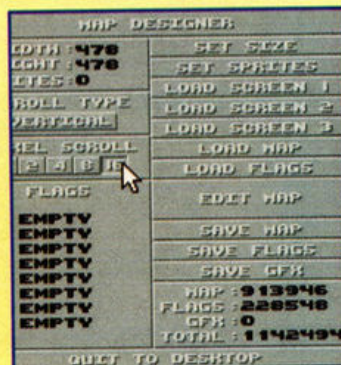 MAP DESIGNER
IDTH :478
IGHT :478
ITES :0
ROLL TYPE
VERTICAL
XEL SCROLL
2 4 8 16
FLAGS
EMPTY
EMPTY
EMPTY
EMPTY
EMPTY
EMPTY
EMPTY
EMPTY
SET SIZE
SET SPRITES
LOAD SCREEN 1
LOAD SCREEN 2
LOAD SCREEN 3
LOAD MAP
LOAD FLAGS
EDIT MAP
SAVE MAP
SAVE FLAGS
SAVE GFX
MAP :913946
FLAGS :228548
GFX :0
TOTAL :1142494
QUIT TO DESKTOP